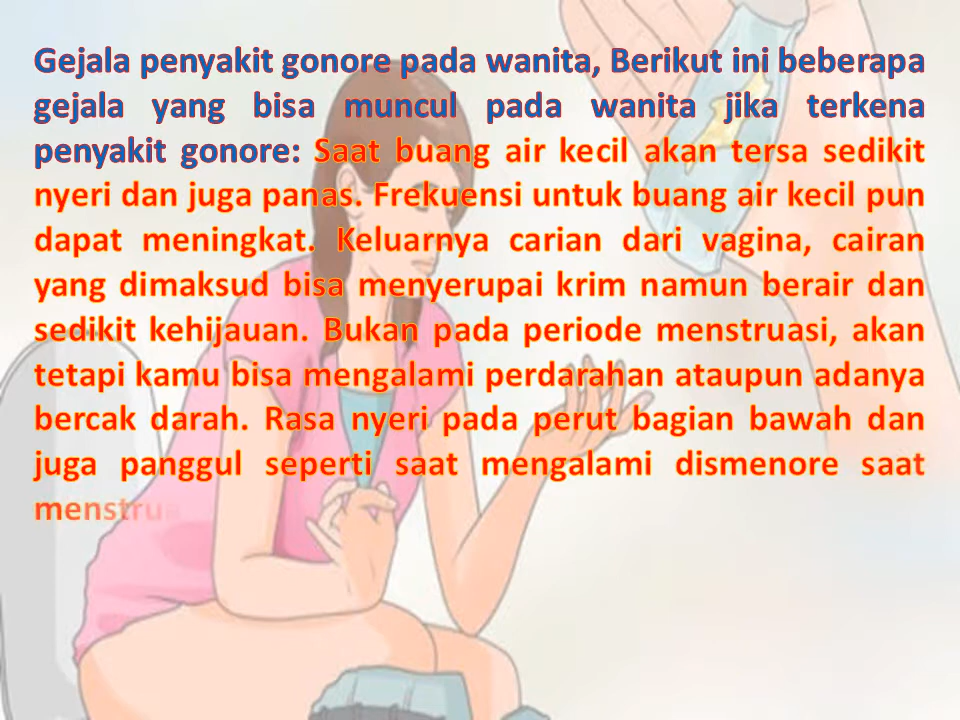 Gejala penyakit gonore pada wanita, Berikut ini beberapa
gejala yang bisa muncul pada wanita jika terkena
penyakit gonore: Saat buang air kecil akan tersa sedikit
nyeri dan juga panas. Frekuensi untuk buang air kecil pun
dapat meningkat. Keluarnya carian dari vagina, cairan
yang dimaksud bisa menyerupai krim namun berair dan
sedikit kehijauan. Bukan pada periode menstruasi, akan
tetapi kamu bisa mengalami perdarahan ataupun adanya
bercak darah. Rasa nyeri pada perut bagian bawah dan
juga panggul seperti saat mengalami dismenore saat
menstrua